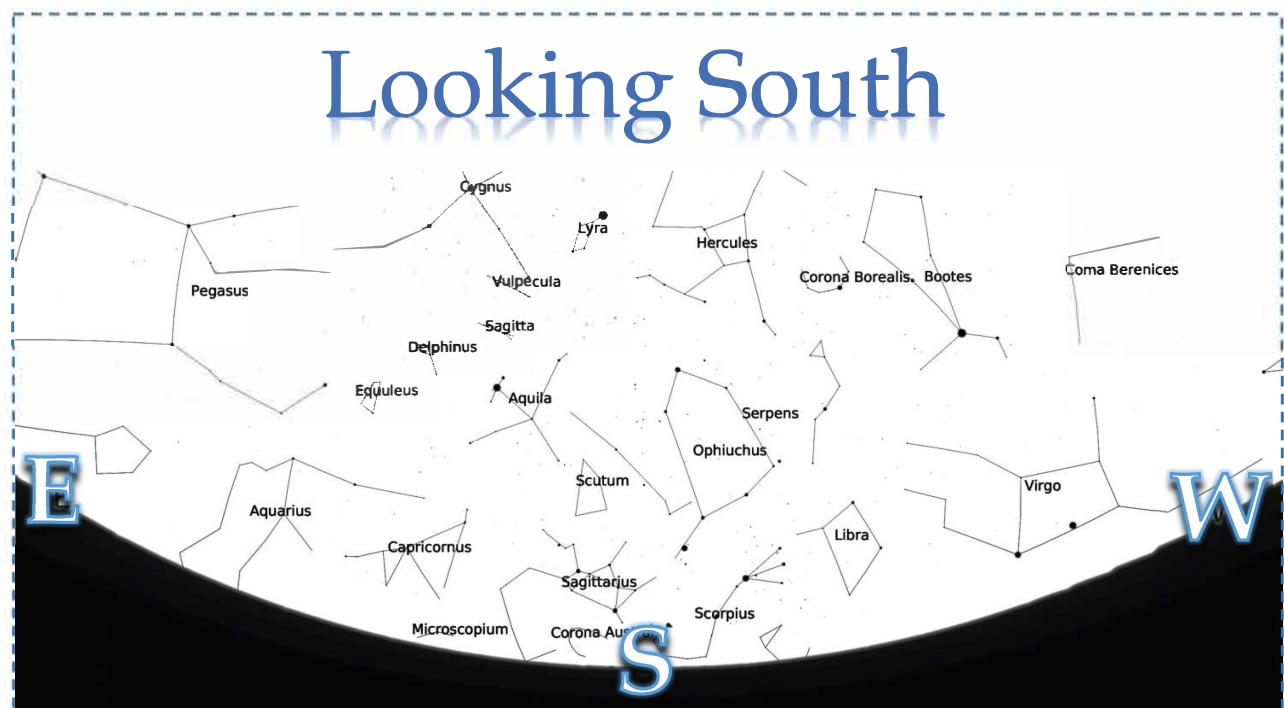 Looking South
Cygnus
Lyra
Hercules
Corona Borealis
Bootes
Coma Berenices
Pegasus
Vulpecula
Sagitta
Delphinus
Equuleus
Aquila
Serpens
Ophiuchus
Scutum
Virgo
E
W
Aquarius
Libra
Capricornus
Sagittarius
Scorpius
Microscopium
Corona
S